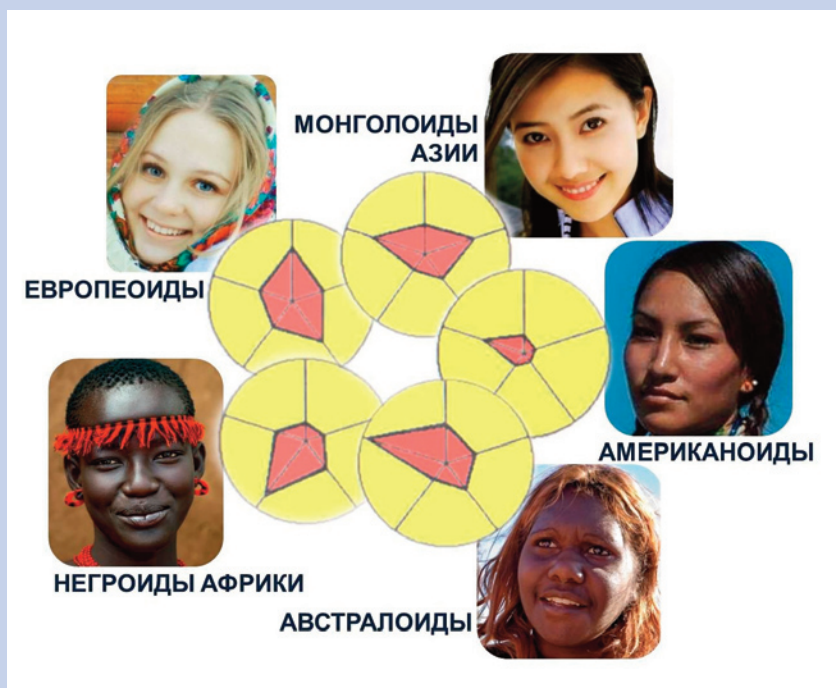 МОНГОЛОИДЫ
АЗИИ
ЕВРОПЕОИДЫ
АМЕРИКАНОИДЫ
НЕГРОИДЫ АФРИКИ
АВСТРАЛОИДЫ